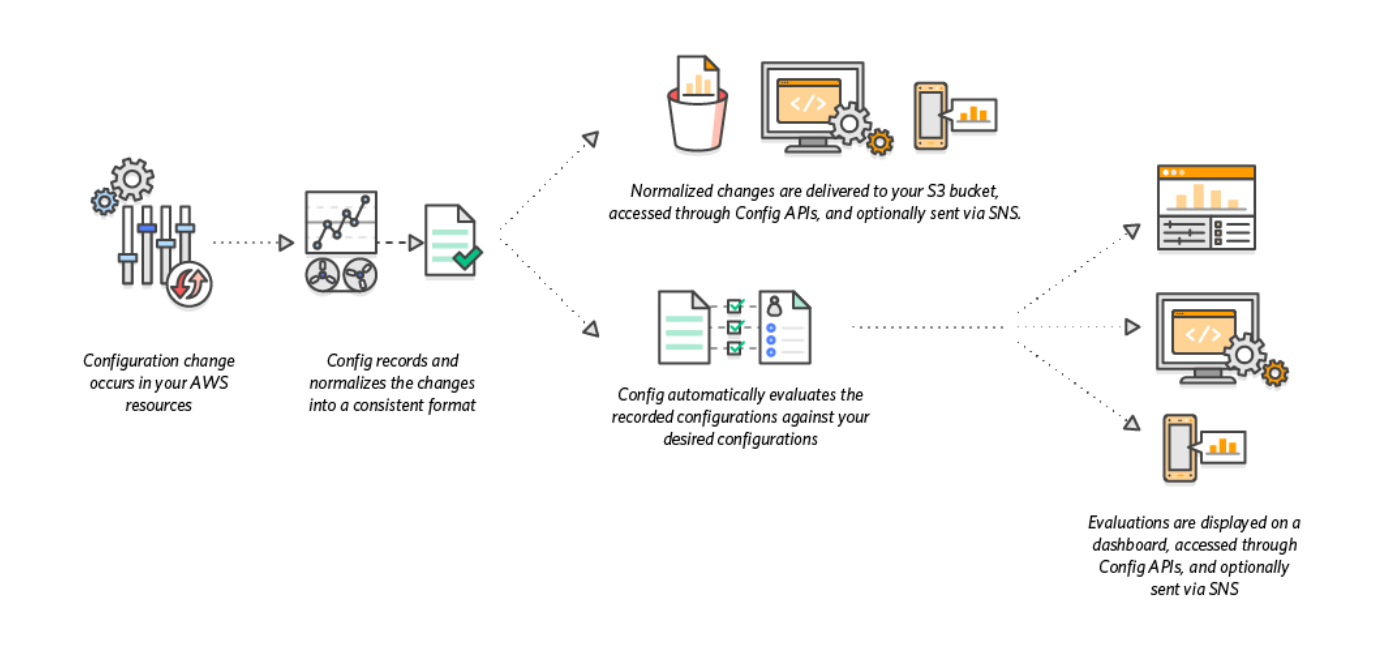 Configuration change
occurs in your AWS
resources
Config records and
normalizes the changes
into a consistent format
</>
Normalized changes are delivered to your S3 bucket,
accessed through Config APIs, and optionally sent via SNS.
Config automatically evaluates the
recorded configurations against your
desired configurations
</>
Evaluations are displayed on a
dashboard, accessed through
Config APIs, and optionally
sent via SNS